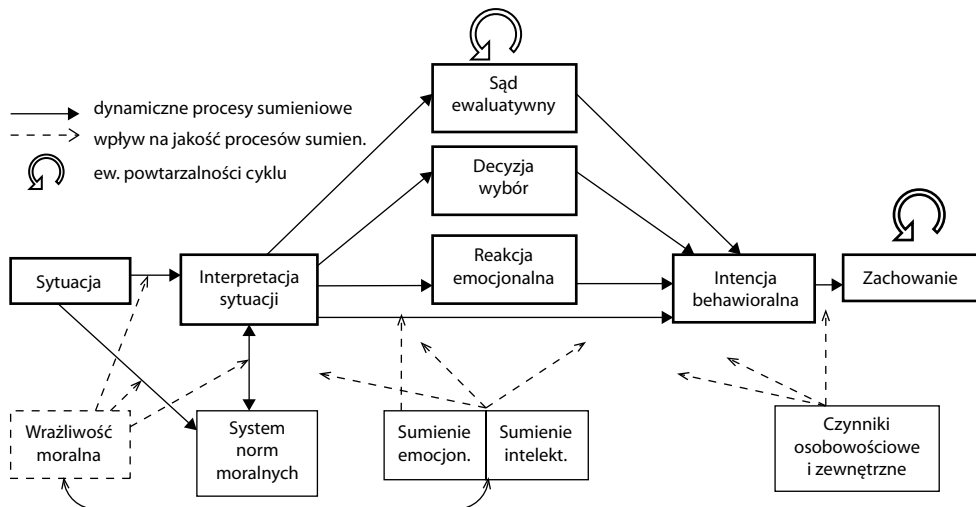 Sąd
ewaluatywny
dynamiczne procesy sumieniowe
wpływ na jakość procesów sumien.
ew. powtarzalności cyklu
Decyzja
wybór
Sytuacja
Interpretacja
sytuacji
Reakcja
emocjonalna
Intencja
behawioralna
Zachowanie
Wrażliwość
moralna
System
norm
moralnych
Sumienie
emocjon.
Sumienie
intelekt.
Czynniki
osobowościowe
i zewnętrzne